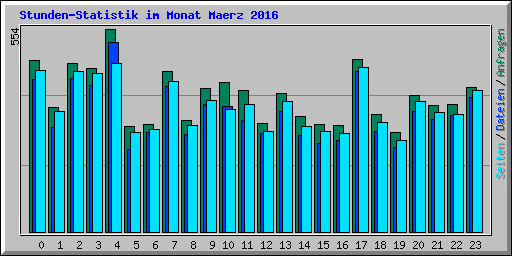 Stunden-Statistik im Monat Maerz 2016
554
Seiten / Dateien / Anfragen
0 1 2 3 4 5 6 7 8 9 10 11 12 13 14 15 16 17 18 19 20 21 22 23